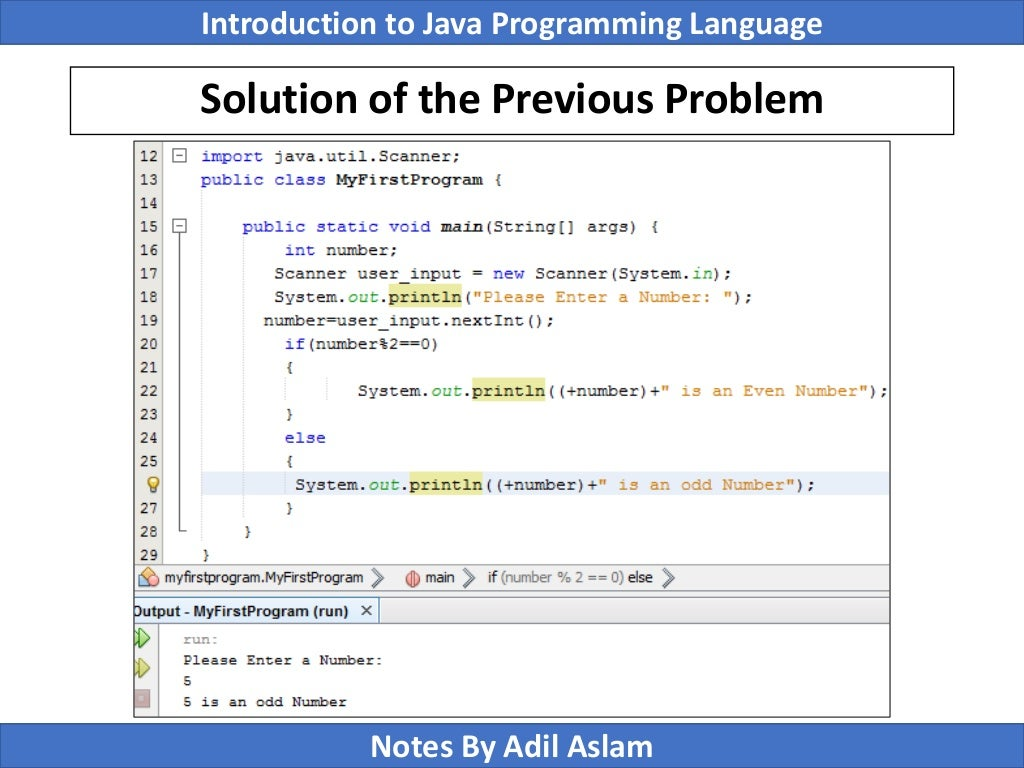 Introduction to Java Programming Language
Solution of the Previous Problem
12 import java.util.Scanner;
13 public class MyFirstProgram {
14
15 public static void main(String[] args) {
16 int number;
17 Scanner user_input = new Scanner(System.in);
18 System.out.println("Please Enter a Number: ");
19 number=user_input.nextInt();
20 if(number%2==0)
21 {
22 System.out.println((+number)+" is an Even Number");
23 }
24 else
25 {
System.out.println((+number)+" is an odd Number");
27 }
28 }
29 }
myfirstprogram.MyFirstProgram main if (number % 2 == 0) else
Output - MyFirstProgram (run)
run:
Please Enter a Number:
5
5 is an odd Number
Notes By Adil Aslam